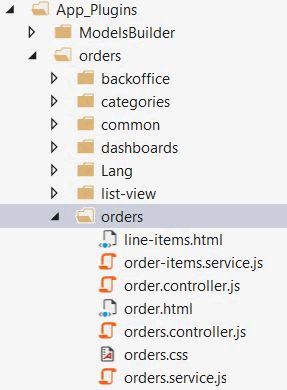 App_Plugins
ModelsBuilder
orders
backoffice
categories
common
dashboards
Lang
list-view
orders
line-items.html
order-items.service.js
order.controller.js
order.html
orders.controller.js
orders.css
orders.service.js